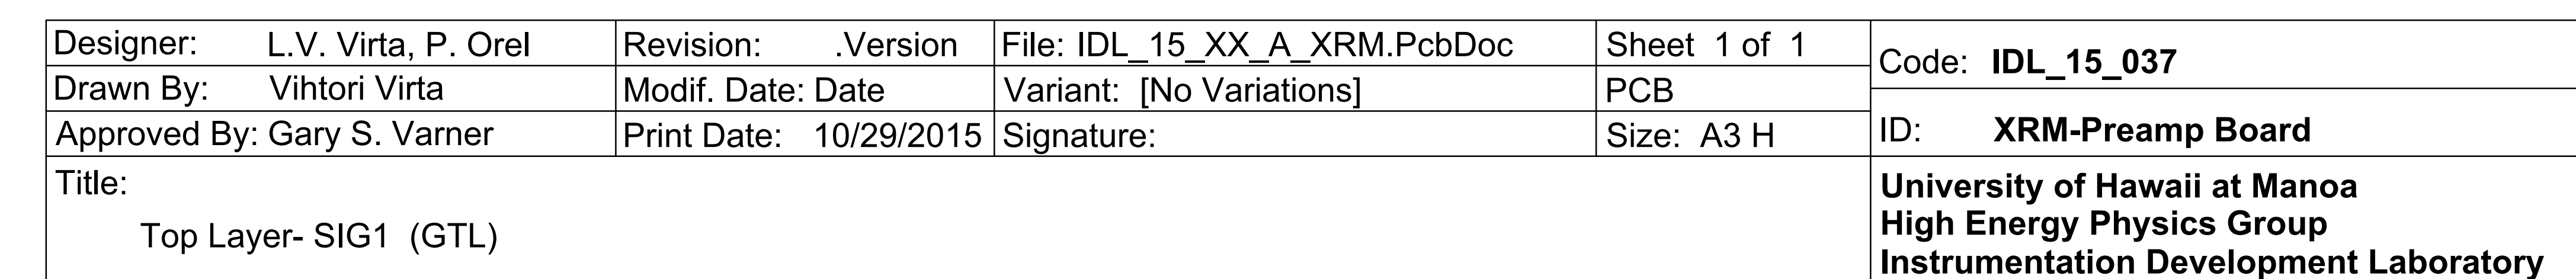 Designer: L.V. Virta, P. Orel Revision: .Version File: IDL_15_XX_A_XRM.PcbDoc Sheet 1 of 1
Code: IDL_15_037
Drawn By: Vihtori Virta Modif. Date: Date Variant: [No Variations] PCB
Approved By: Gary S. Varner Print Date: 10/29/2015 Signature: Size: A3 H
ID: XRM-Preamp Board
Title:
Top Layer- SIG1 (GTL)
University of Hawaii at Manoa
High Energy Physics Group
Instrumentation Development Laboratory